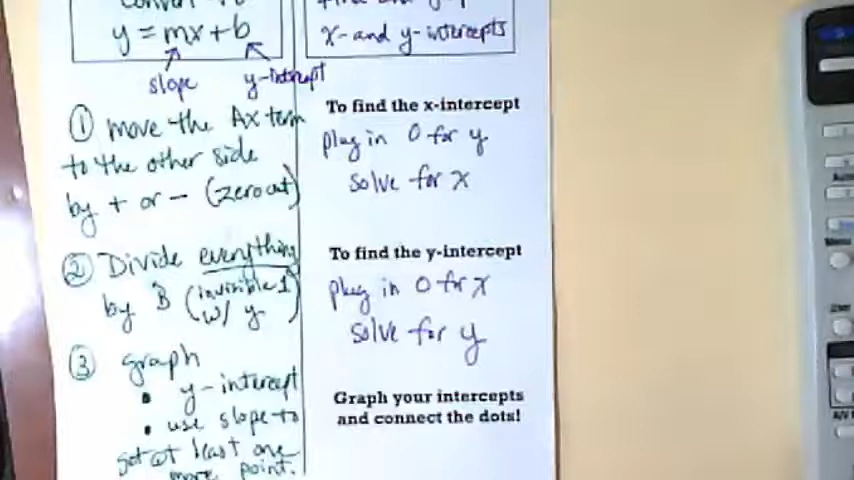 y = mx + b
slope
y-intercept
① move the Ax term
to the other side
by + or − (zero out)
② Divide everything
by B (invisible 1
w/ y)
③ graph
• y-intercept
• use slope to
get at least one
more point.
x- and y-intercepts
To find the x-intercept
plug in 0 for y
solve for x
To find the y-intercept
plug in 0 for x
solve for y
Graph your intercepts
and connect the dots!
Menu